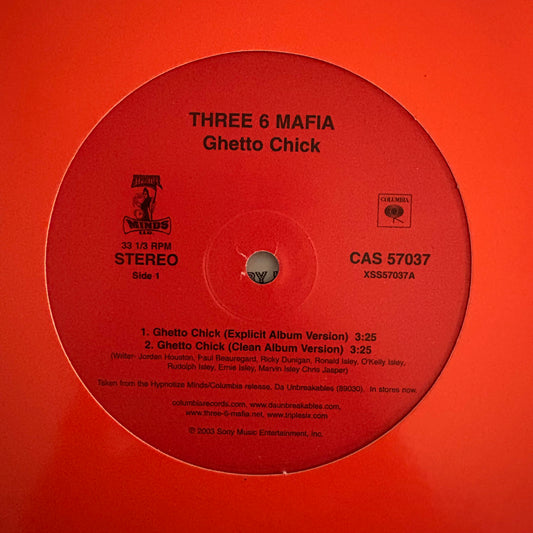 THREE 6 MAFIA
Ghetto Chick
MINDS
LLC.
COLUMBIA
33 1/3 RPM
STEREO
Side 1
CAS 57037
XSS57037A
1. Ghetto Chick (Explicit Album Version) 3:25
2. Ghetto Chick (Clean Album Version) 3:25
(Writer- Jorden Houston, Paul Beauregard, Ricky Dunigan, Ronald Isley, O'Kelly Isley,
Rudolph Isley, Ernie Isley, Marvin Isley Chris Jasper)
Taken from the Hypnotize Minds/Columbia release, Da Unbreakables (89030). In stores now.
columbiarecords.com, www.daunbreakables.com,
www.three-6-mafia.net, www.triplesix.com
℗ 2003 Sony Music Entertainment, Inc.